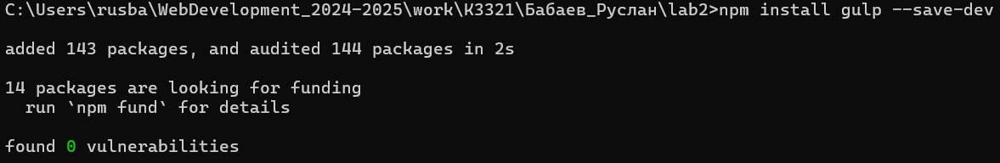 C:\Users\rusba\WebDevelopment_2024-2025\work\K3321\Бабаев_Руслан\lab2>npm install gulp --save-dev
added 143 packages, and audited 144 packages in 2s
14 packages are looking for funding
  run `npm fund` for details
found 0 vulnerabilities